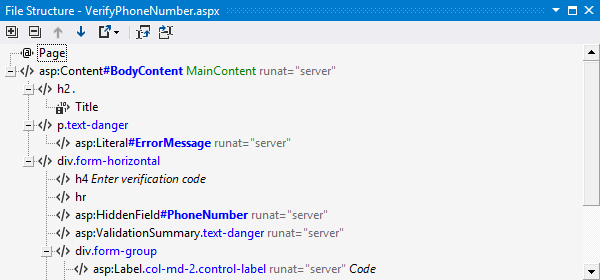 File Structure - VerifyPhoneNumber.aspx
Page
asp:Content#BodyContent MainContent runat="server"
h2.
Title
p.text-danger
asp:Literal#ErrorMessage runat="server"
div.form-horizontal
h4 Enter verification code
hr
asp:HiddenField#PhoneNumber runat="server"
asp:ValidationSummary.text-danger runat="server"
div.form-group
asp:Label.col-md-2.control-label runat="server" Code